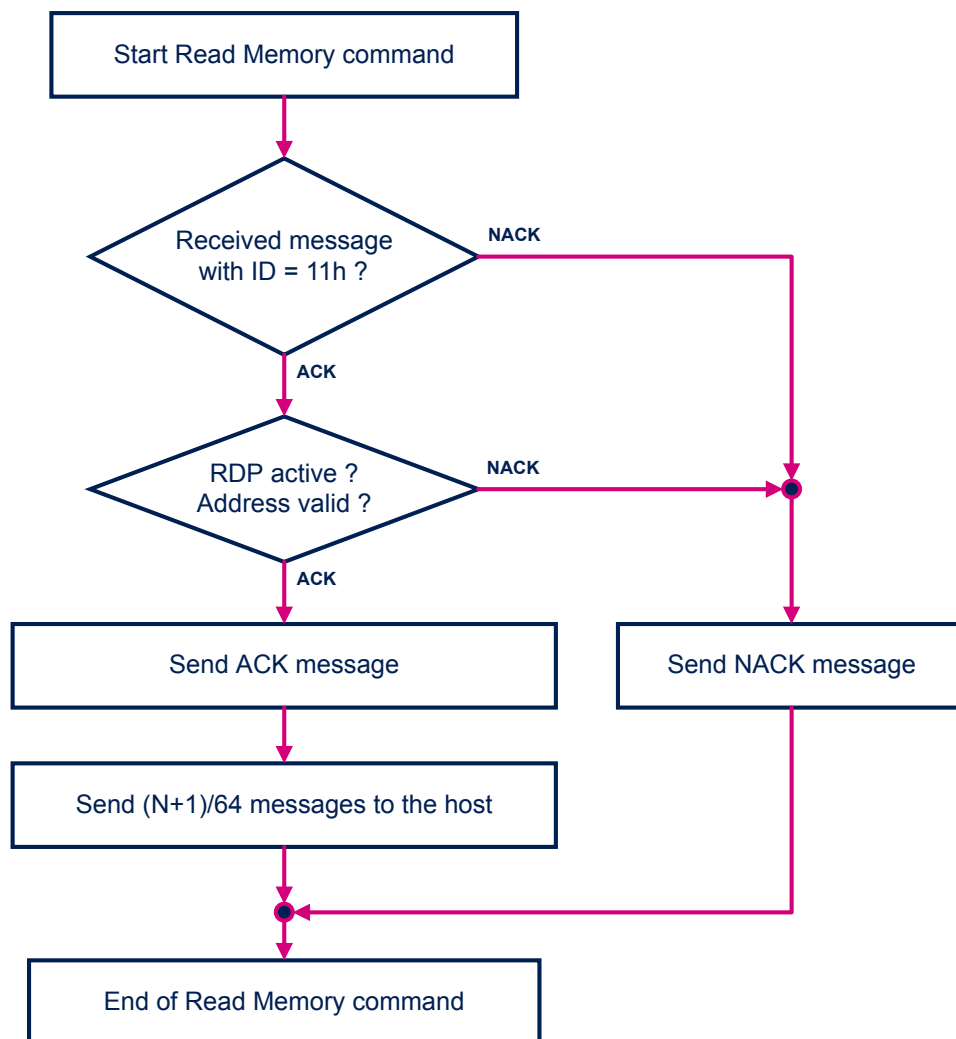 Start Read Memory command
Received message
with ID = 11h ?
NACK
ACK
RDP active ?
Address valid ?
NACK
ACK
Send ACK message
Send NACK message
Send (N+1)/64 messages to the host
End of Read Memory command